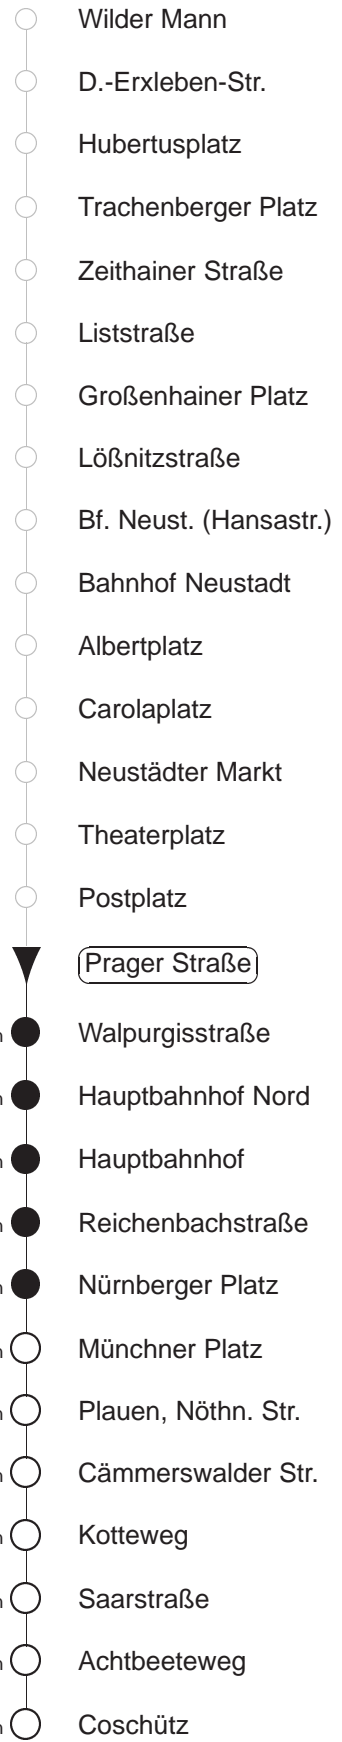 Wilder Mann
D.-Erxleben-Str.
Hubertusplatz
Trachenberger Platz
Zeithainer Straße
Liststraße
Großenhainer Platz
Lößnitzstraße
Bf. Neust. (Hansastr.)
Bahnhof Neustadt
Albertplatz
Carolaplatz
Neustädter Markt
Theaterplatz
Postplatz
Prager Straße
Walpurgisstraße
Hauptbahnhof Nord
Hauptbahnhof
Reichenbachstraße
Nürnberger Platz
Münchner Platz
Plauen, Nöthn. Str.
Cämmerswalder Str.
Kotteweg
Saarstraße
Achtbeeteweg
Coschütz